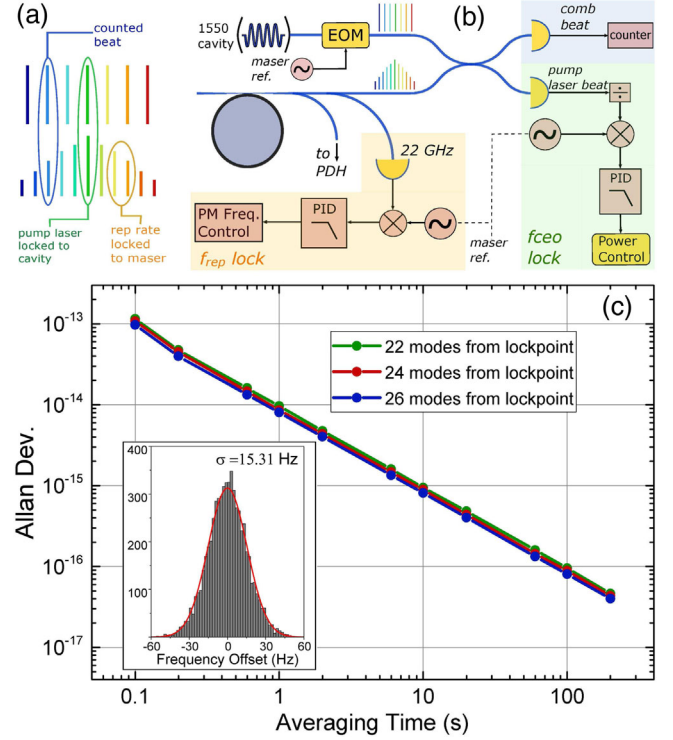 (a)
counted
beat
pump laser
locked to
cavity
rep rate
locked
to maser
(b)
1550
cavity
EOM
maser
ref.
comb
beat
counter
pump
laser beat
÷
to
PDH
22 GHz
PM Freq.
Control
PID
frep lock
maser
ref.
PID
fceo
lock
Power
Control
(c)
Allan Dev.
10-13
10-14
10-15
10-16
10-17
22 modes from lockpoint
24 modes from lockpoint
26 modes from lockpoint
σ =15.31 Hz
400
300
200
100
0
-60 -30 0 30 60
Frequency Offset (Hz)
0.1 1 10 100
Averaging Time (s)